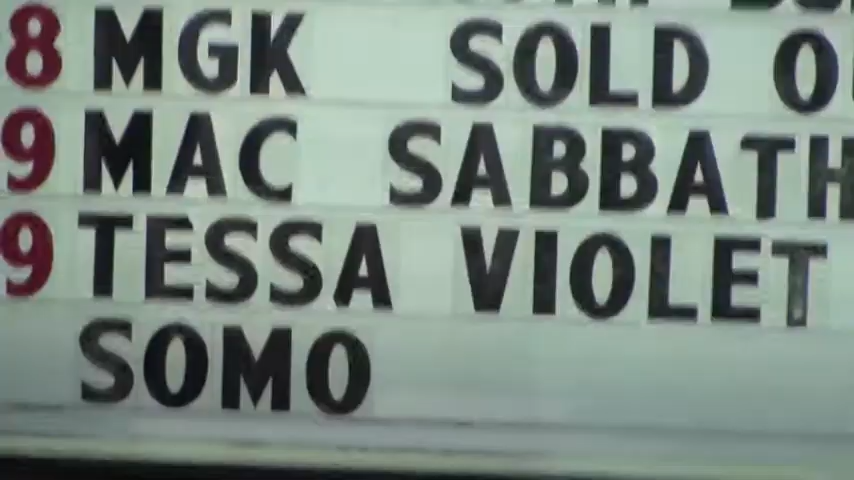 8 MGK SOLD O
9 MAC SABBATH
9 TESSA VIOLET
SOMO